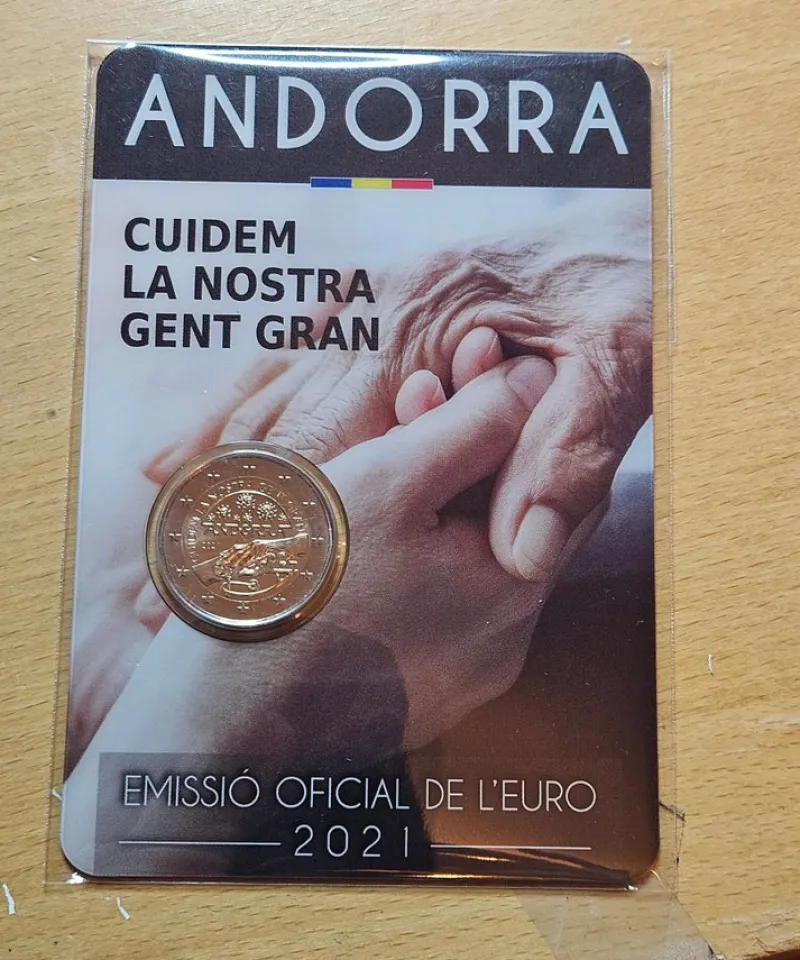 ANDORRA
CUIDEM
LA NOSTRA
GENT GRAN
ANDORRA
EMISSIÓ OFICIAL DE L'EURO
2021